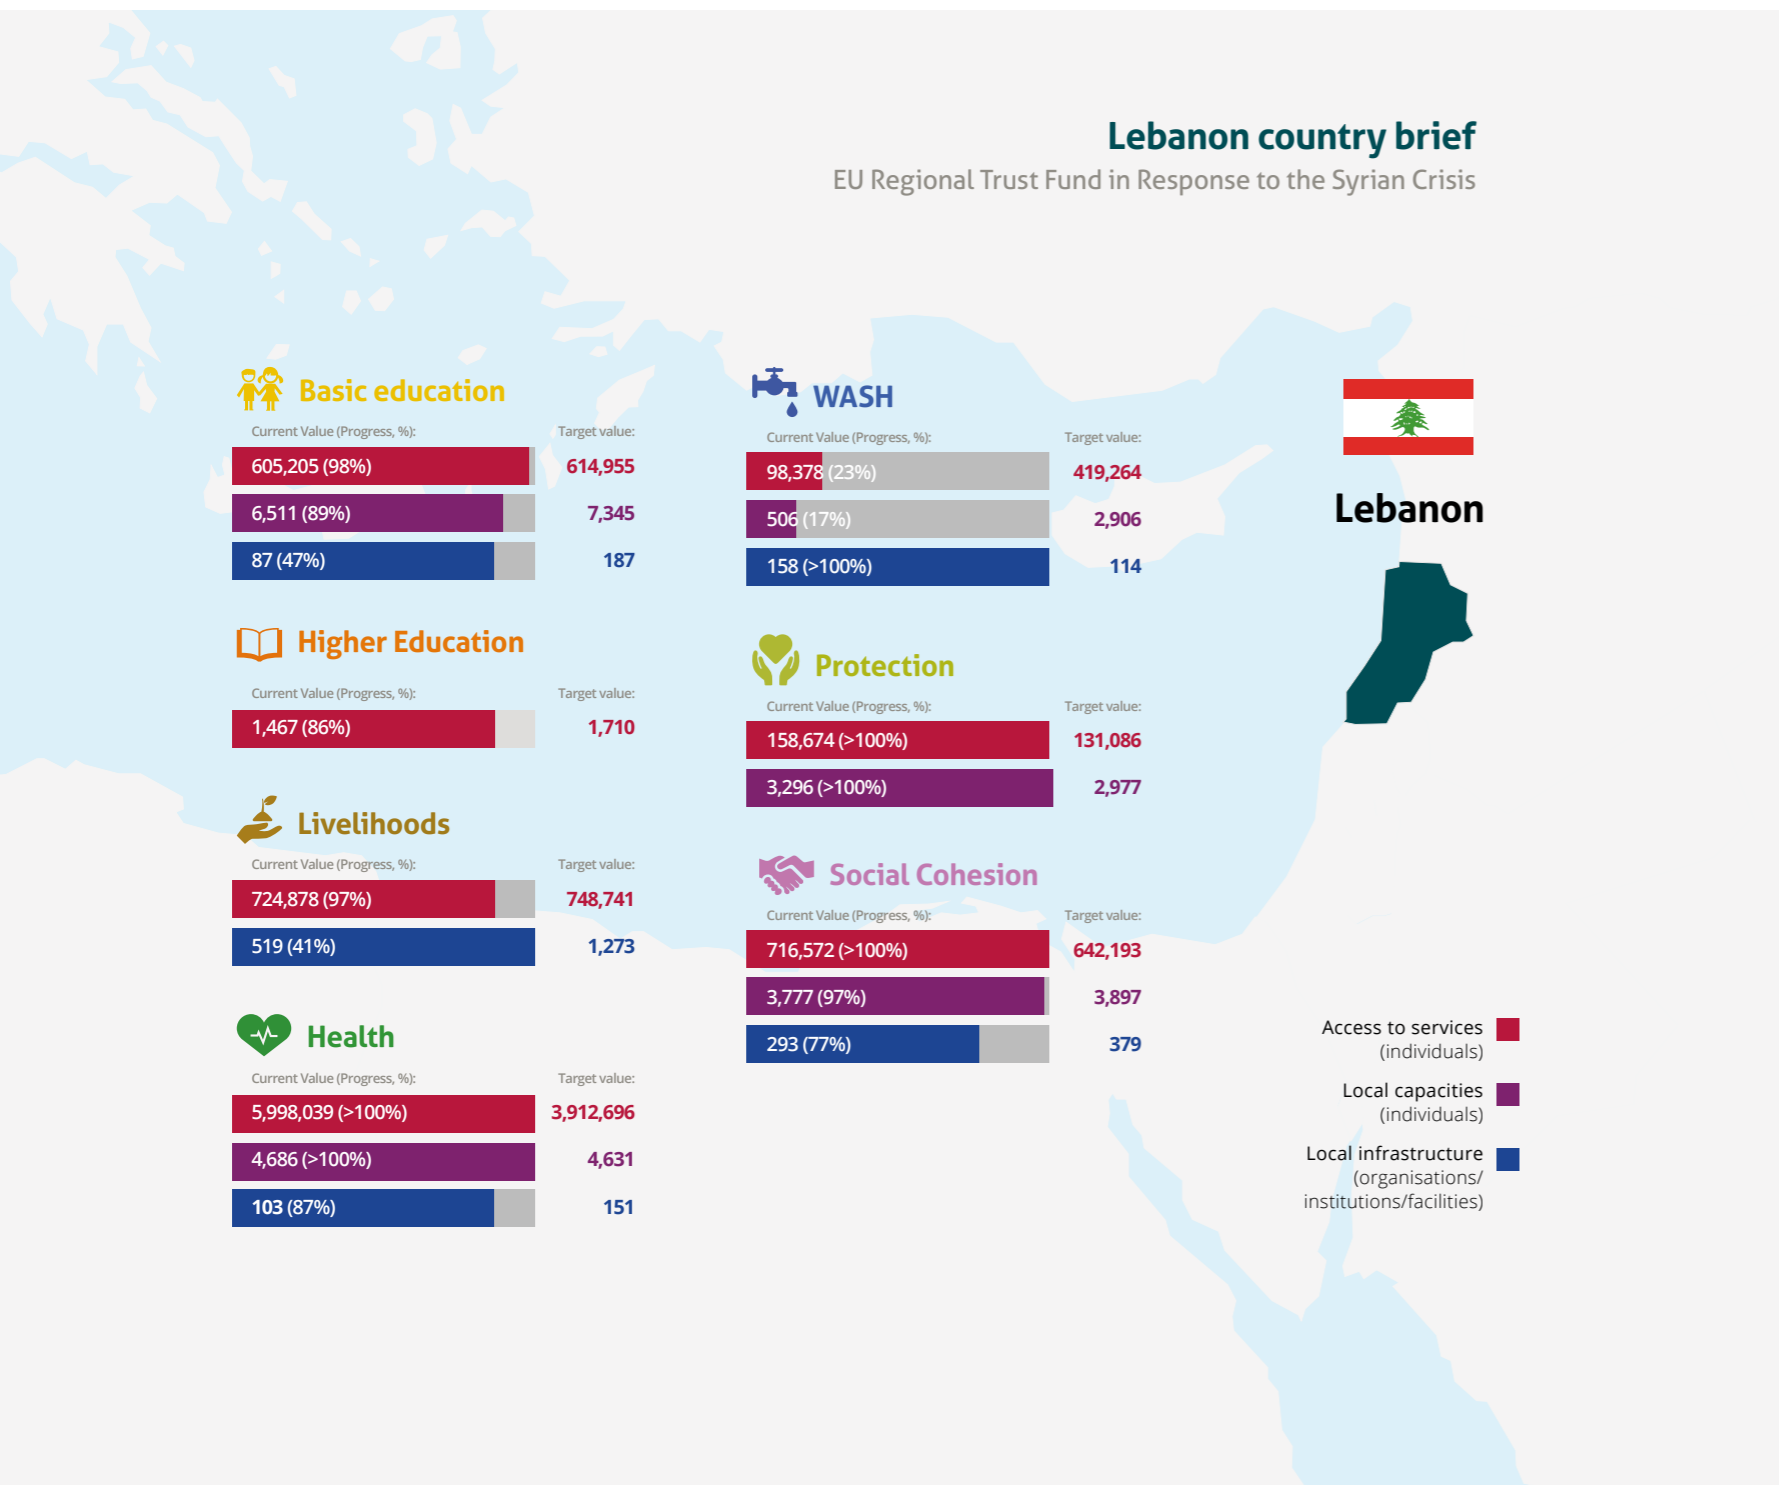 Lebanon country brief
EU Regional Trust Fund in Response to the Syrian Crisis
Basic education
Current Value (Progress, %): Target value:
605,205 (98%) 614,955
6,511 (89%) 7,345
87 (47%) 187
Higher Education
Current Value (Progress, %): Target value:
1,467 (86%) 1,710
Livelihoods
Current Value (Progress, %): Target value:
724,878 (97%) 748,741
519 (41%) 1,273
Health
Current Value (Progress, %): Target value:
5,998,039 (>100%) 3,912,696
4,686 (>100%) 4,631
103 (87%) 151
WASH
Current Value (Progress, %): Target value:
98,378 (23%) 419,264
506 (17%) 2,906
158 (>100%) 114
Protection
Current Value (Progress, %): Target value:
158,674 (>100%) 131,086
3,296 (>100%) 2,977
Social Cohesion
Current Value (Progress, %): Target value:
716,572 (>100%) 642,193
3,777 (97%) 3,897
293 (77%) 379
Lebanon
Access to services
(individuals)
Local capacities
(individuals)
Local infrastructure
(organisations/
institutions/facilities)